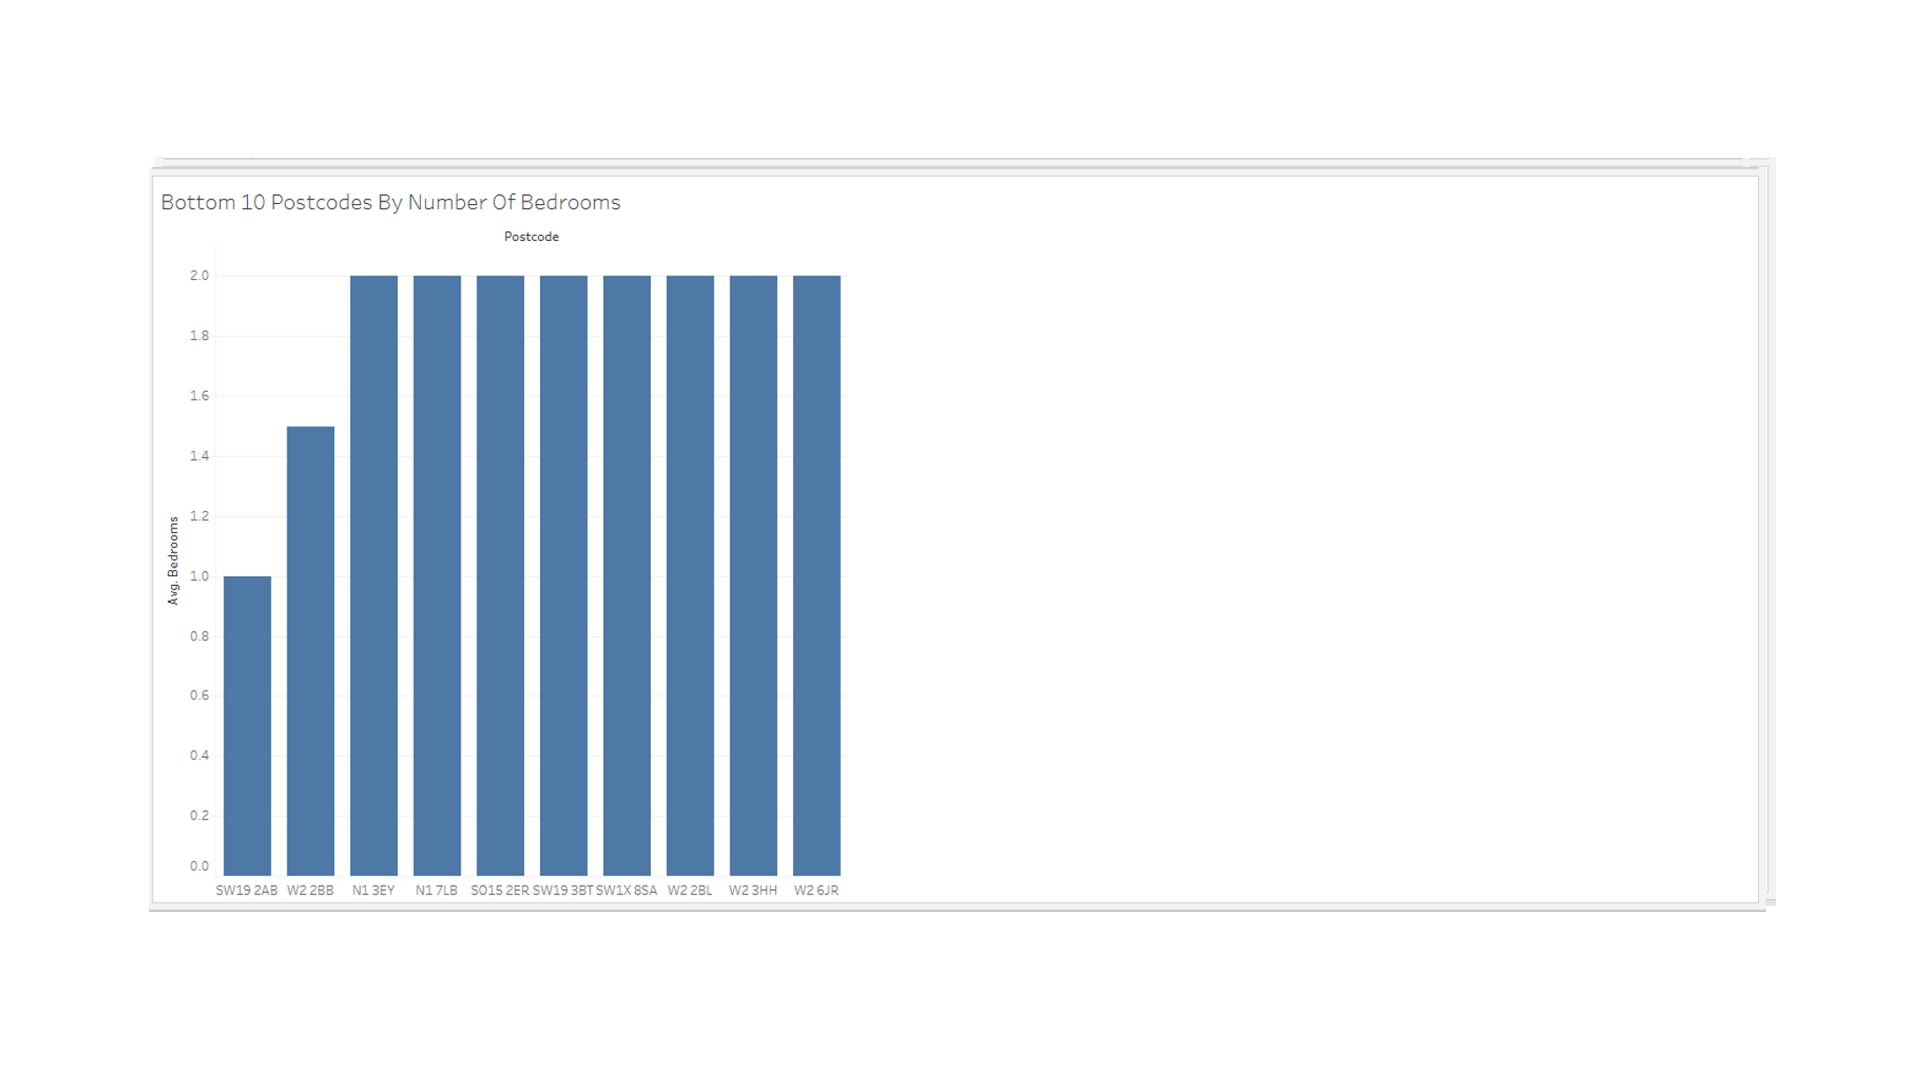 Bottom 10 Postcodes By Number Of Bedrooms
Postcode
2.0
1.8
1.6
1.4
1.2
1.0
0.8
0.6
0.4
0.2
0.0
Avg. Bedrooms
SW19 2AB W2 2BB N1 3EY N1 7LB SO15 2ER SW19 3BT SW1X 8SA W2 2BL W2 3HH W2 6JR